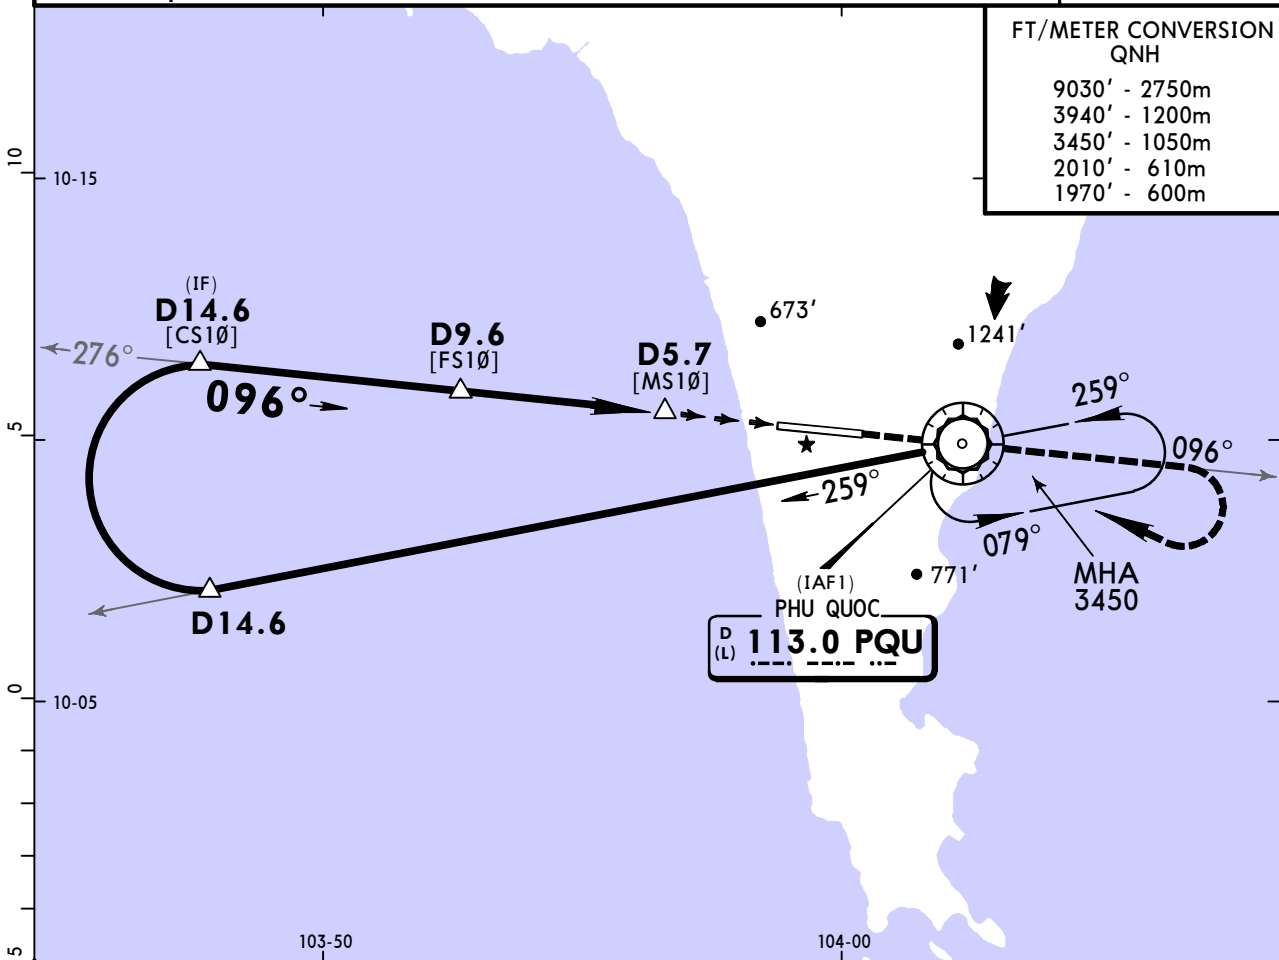 FT/METER CONVERSION
QNH
9030' - 2750m
3940' - 1200m
3450' - 1050m
2010' - 610m
1970' - 600m
10
10-15
(IF)
D14.6
[CS1Ø]
276°
096°
D9.6
[FS1Ø]
D5.7
[MS1Ø]
673'
1241'
259°
096°
5
259°
079°
MHA
3450
771'
(IAF1)
PHU QUOC
D
(L)
113.0 PQU
D14.6
0
10-05
5
103-50
104-00